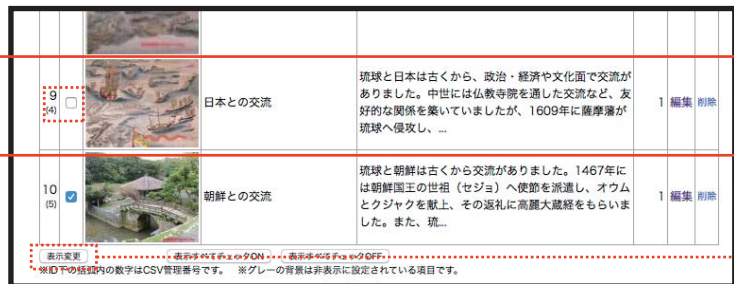 9
(4)
日本との交流
琉球と日本は古くから、政治・経済や文化面で交流が
ありました。中世には仏教寺院を通した交流など、友
好的な関係を築いていましたが、1609年に薩摩藩が
琉球へ侵攻し、...
1 編集 削除
10
(5)
朝鮮との交流
琉球と朝鮮は古くから交流がありました。1467年に
は朝鮮国王の世祖（セジョ）へ使節を派遣し、オウム
とクジャクを献上、その返礼に高麗大蔵経をもらいま
した。また、琉...
1 編集 削除
表示変更 表示すべてチェックON 表示すべてチェックOFF
※ID下の括弧内の数字はCSV管理番号です。 ※グレーの背景は非表示に設定されている項目です。